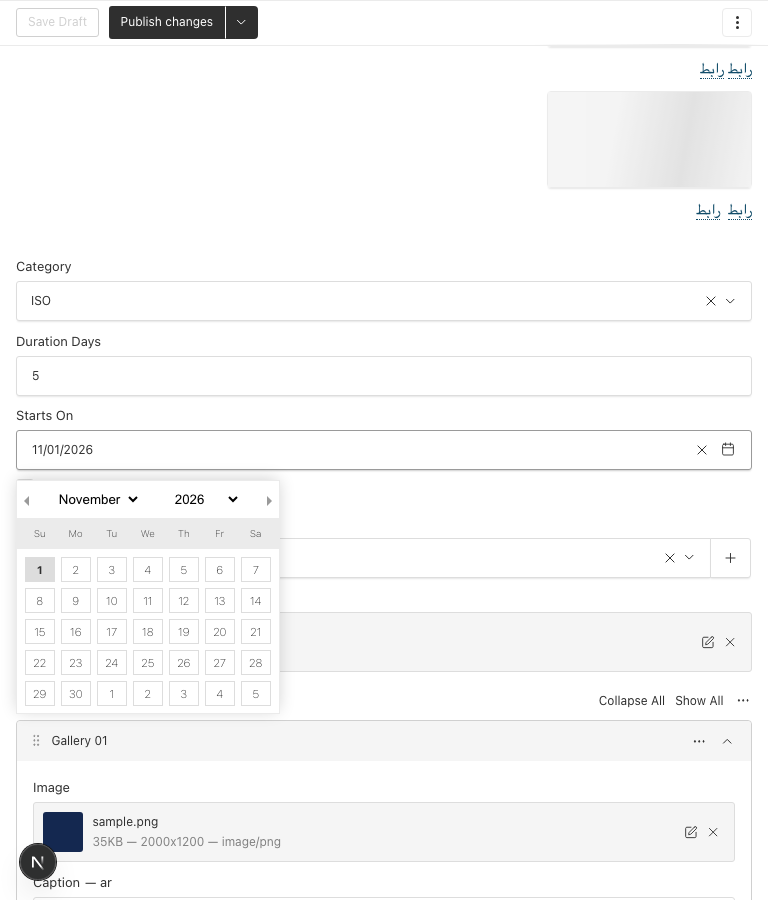 Save Draft
Publish changes
رابط رابط
رابط رابط
Category
ISO
Duration Days
5
Starts On
11/01/2026
November 2026
Su Mo Tu We Th Fr Sa
1 2 3 4 5 6 7
8 9 10 11 12 13 14
15 16 17 18 19 20 21
22 23 24 25 26 27 28
29 30 1 2 3 4 5
Collapse All Show All
Gallery 01
Image
sample.png
35KB — 2000x1200 — image/png
N
Caption — ar